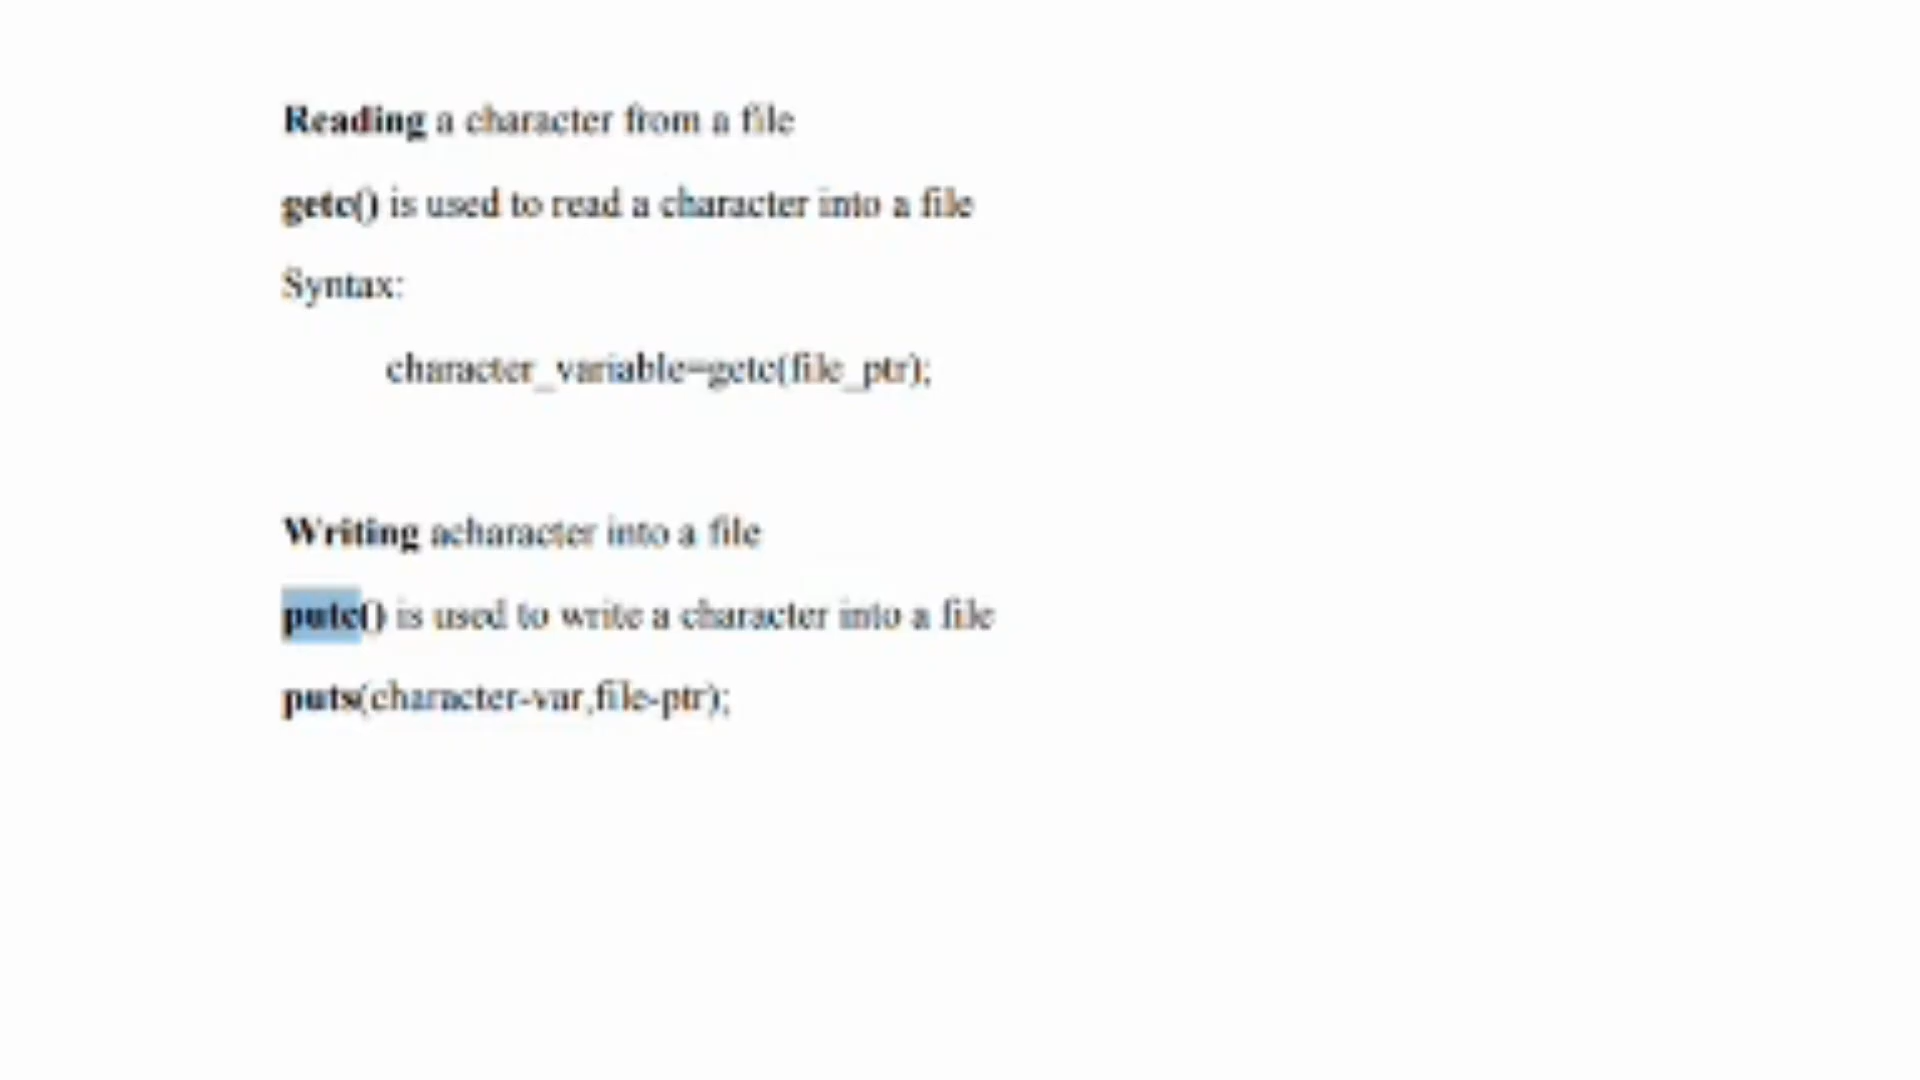 Reading a character from a file
getc() is used to read a character into a file
Syntax:
character_variable=getc(file_ptr);
Writing acharacter into a file
putc() is used to write a character into a file
puts(character-var,file-ptr);